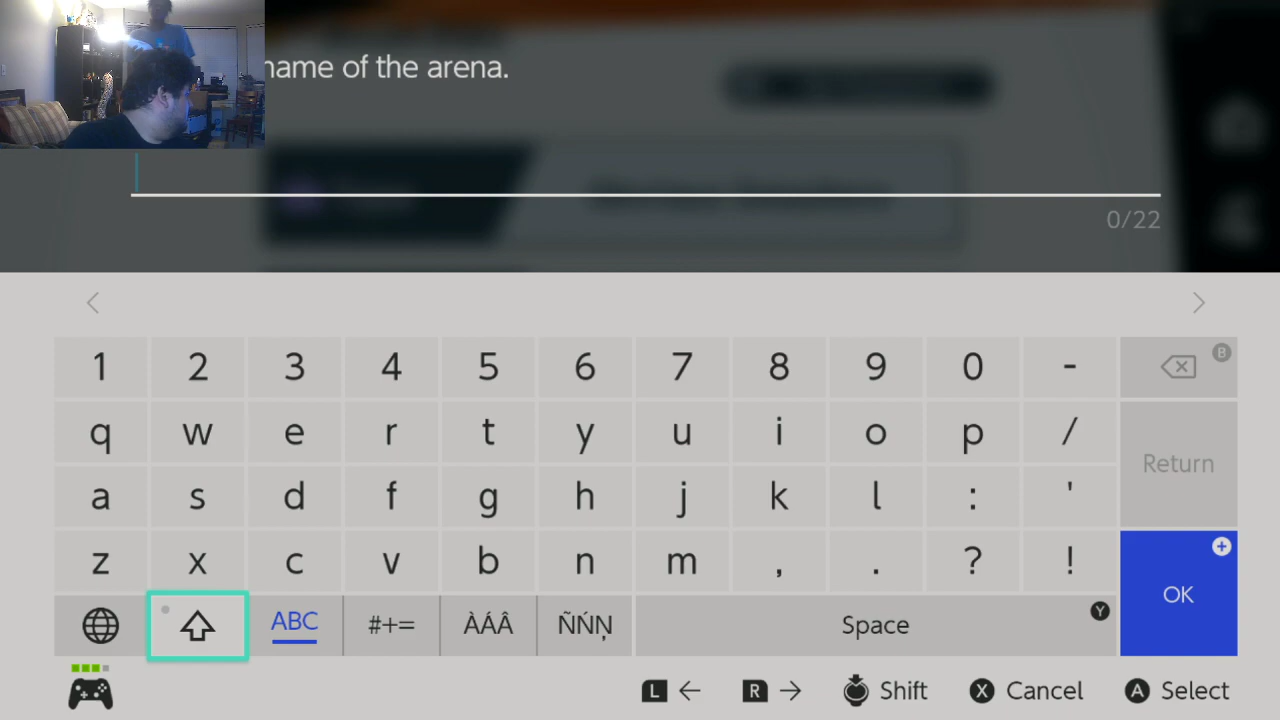 name of the arena.
0/22
1 2 3 4 5 6 7 8 9 0 -
B
q w e r t y u i o p /
Return
a s d f g h j k l : '
z x c v b n m , . ? !
OK
ABC #+= ÀÁÂ ÑŃŅ Space Y
L ← R → Shift X Cancel A Select